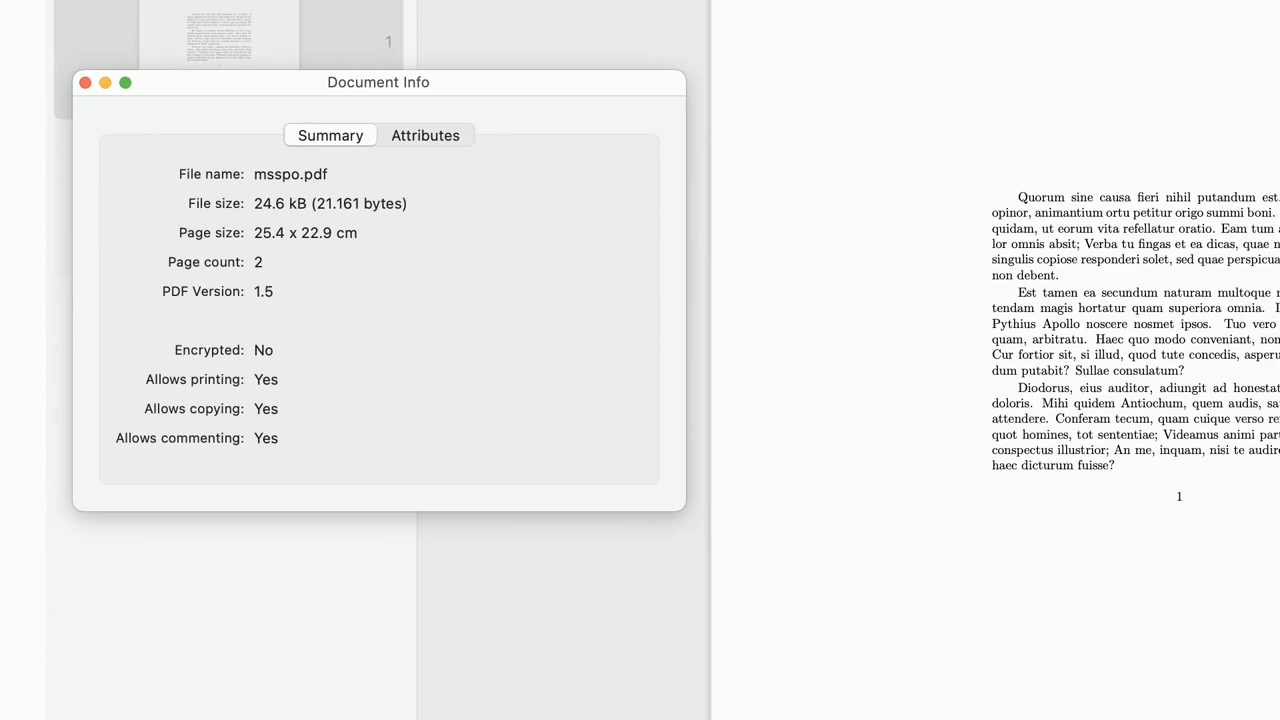 1
Document Info
Summary Attributes
File name: msspo.pdf
File size: 24.6 kB (21.161 bytes)
Page size: 25.4 x 22.9 cm
Page count: 2
PDF Version: 1.5
Encrypted: No
Allows printing: Yes
Allows copying: Yes
Allows commenting: Yes
Quorum sine causa fieri nihil putandum est.
opinor, animantium ortu petitur origo summi boni.
quidam, ut eorum vita refellatur oratio. Eam tum
lor omnis absit; Verba tu fingas et ea dicas, quae
singulis copiose responderi solet, sed quae perspicua
non debent.
Est tamen ea secundum naturam multoque
tendam magis hortatur quam superiora omnia.
Pythius Apollo noscere nosmet ipsos. Tuo vero
quam, arbitratu. Haec quo modo conveniant, non
Cur fortior sit, si illud, quod tute concedis, asperu
dum putabit? Sullae consulatum?
Diodorus, eius auditor, adiungit ad honestat
doloris. Mihi quidem Antiochum, quem audis, sa
attendere. Conferam tecum, quam cuique verso re
quot homines, tot sententiae; Videamus animi part
conspectus illustrior; An me, inquam, nisi te audire
haec dicturum fuisse?
1